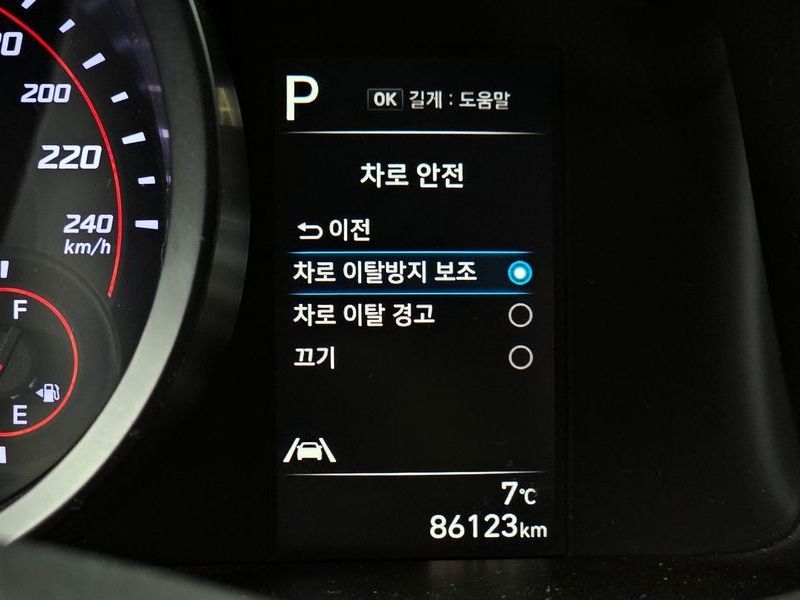 200
220
240
km/h
F
E
P
OK 길게 : 도움말
차로 안전
이전
차로 이탈방지 보조
차로 이탈 경고
끄기
7℃
86123km